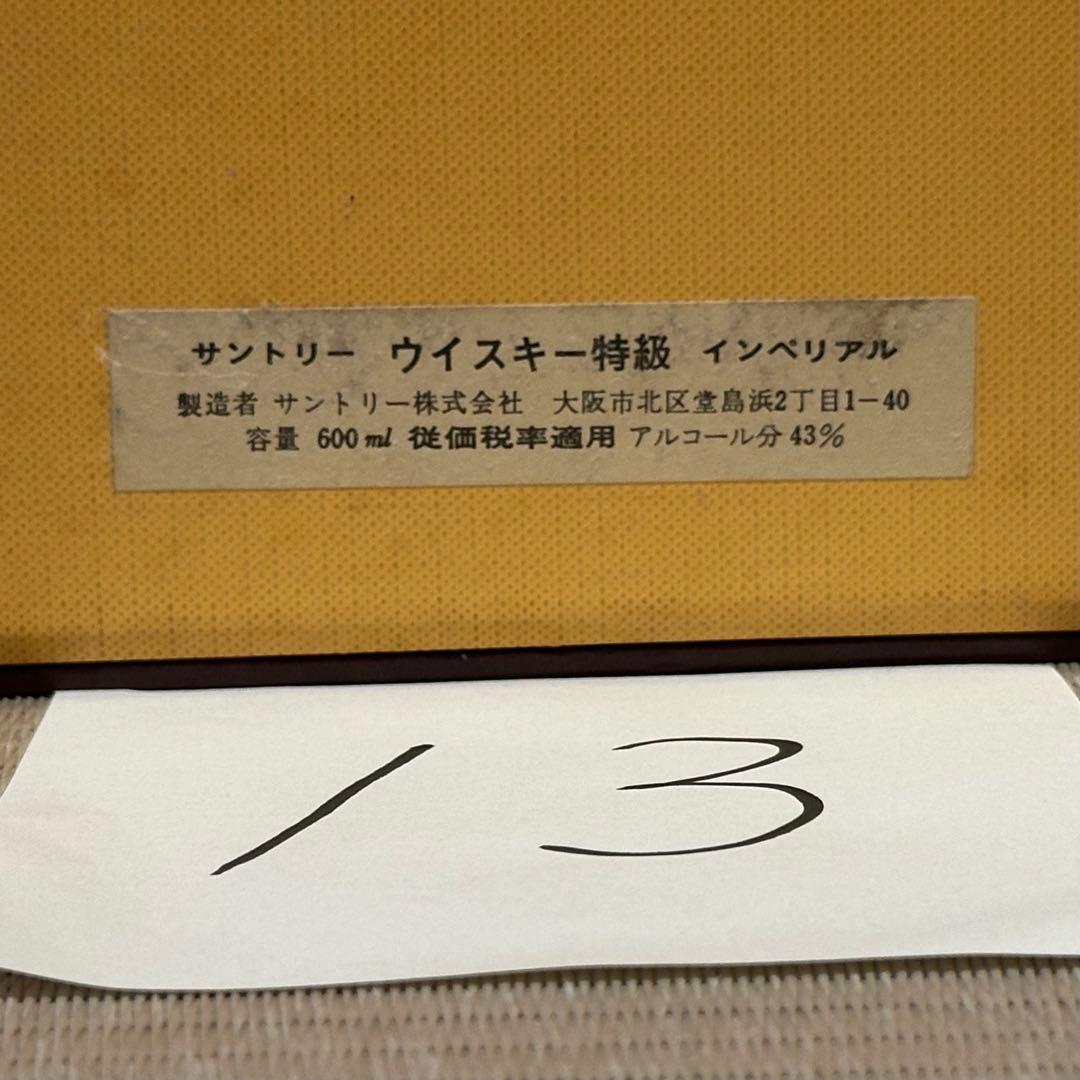 サントリー ウイスキー特級 インペリアル
製造者 サントリー株式会社 大阪市北区堂島浜2丁目1-40
容量 600ml 従価税率適用 アルコール分 43%
13